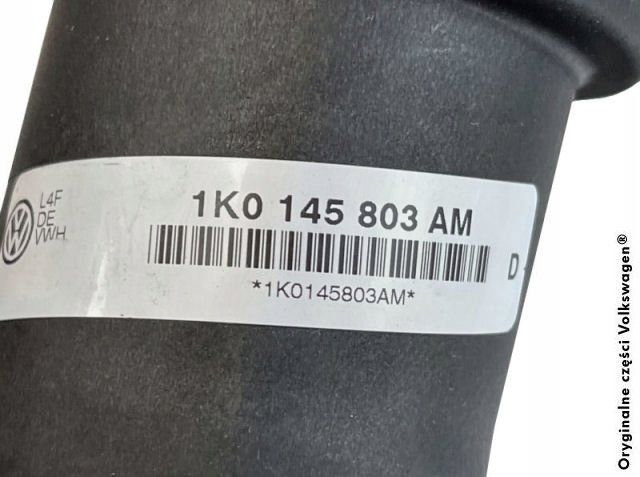 L4F
DE
VWH
1K0 145 803 AM
*1K0145803AM*
D
Oryginalne części Volkswagen®